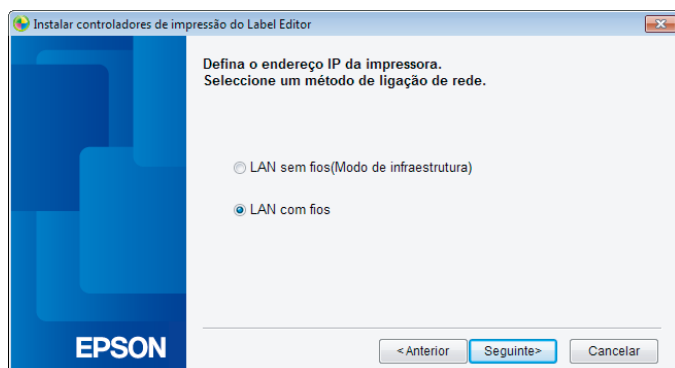 Instalar controladores de impressão do Label Editor
Defina o endereço IP da impressora.
Seleccione um método de ligação de rede.
LAN sem fios(Modo de infraestrutura)
LAN com fios
EPSON
<Anterior
Seguinte>
Cancelar